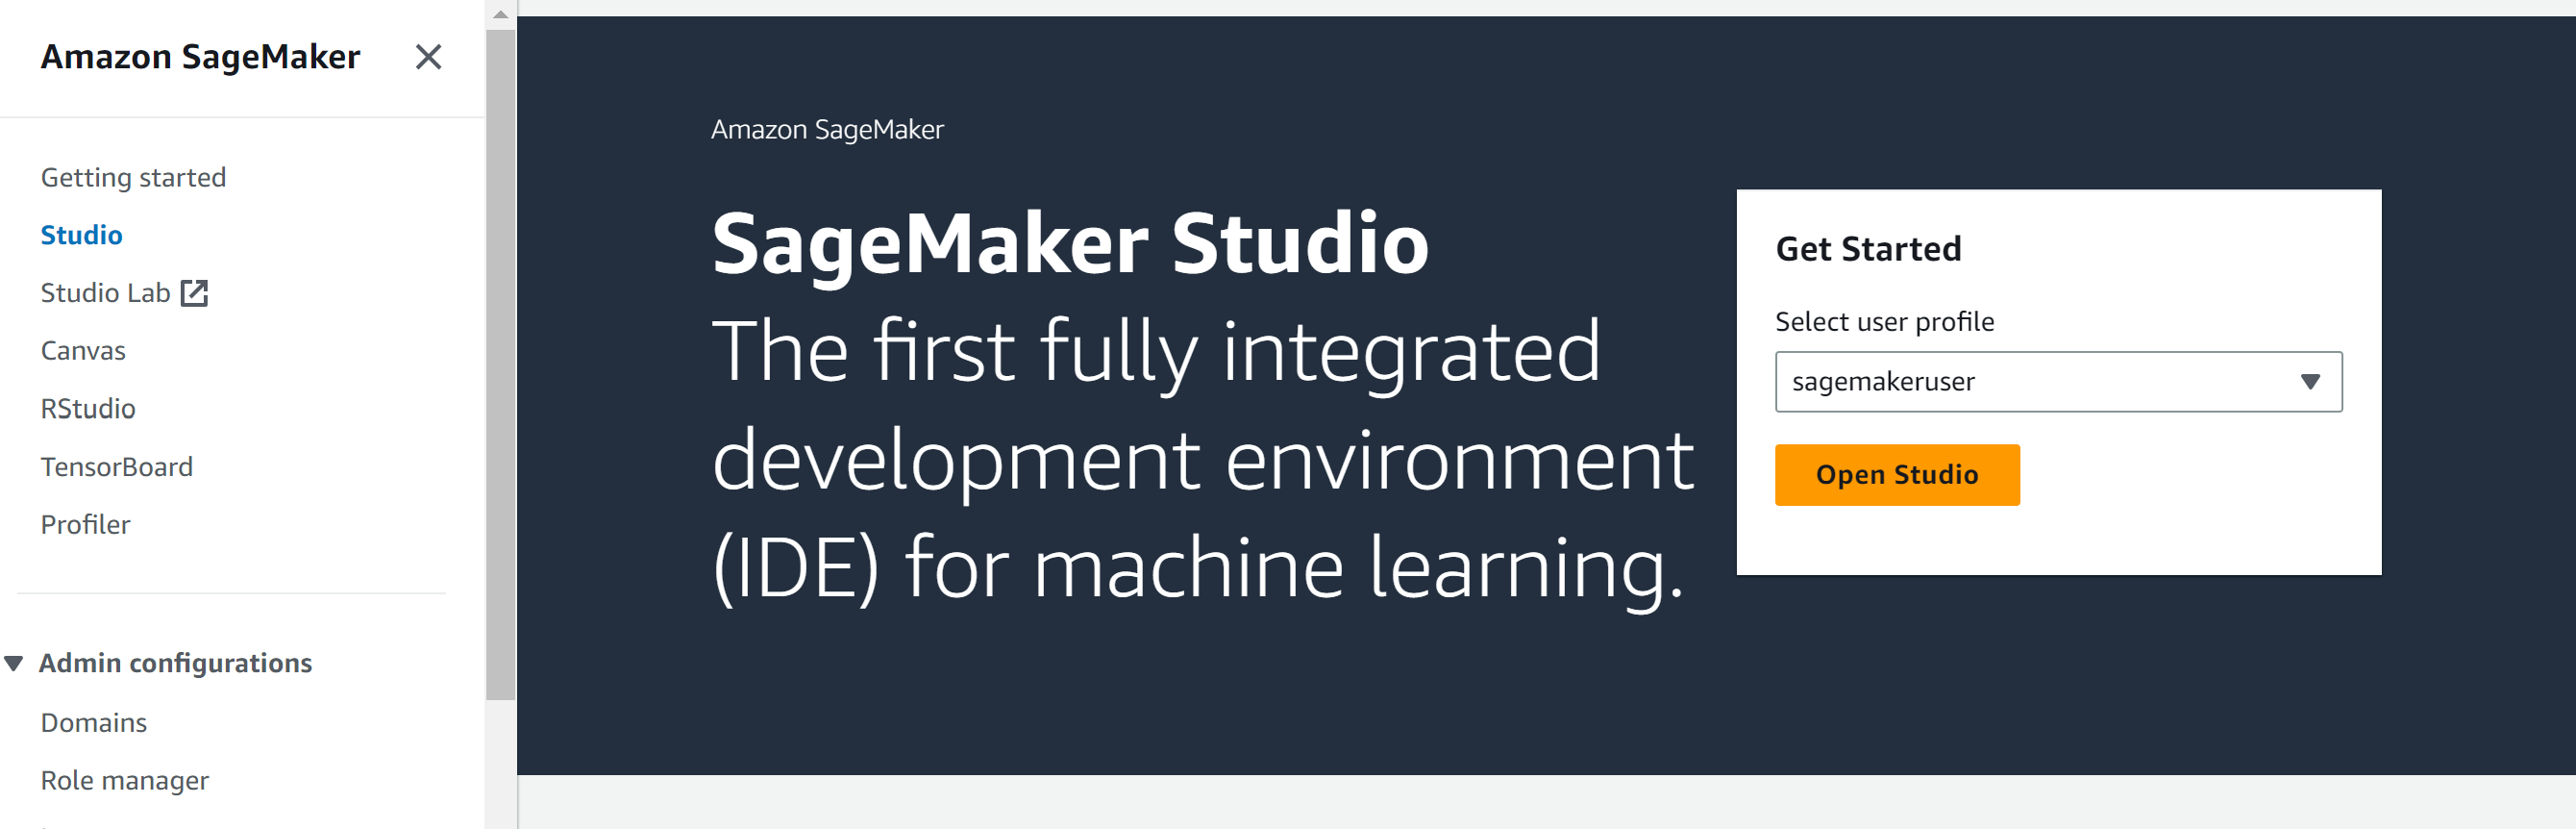 Amazon SageMaker
Getting started
Studio
Studio Lab
Canvas
RStudio
TensorBoard
Profiler
Admin configurations
Domains
Role manager
Amazon SageMaker
SageMaker Studio
The first fully integrated
development environment
(IDE) for machine learning.
Get Started
Select user profile
sagemakeruser
Open Studio